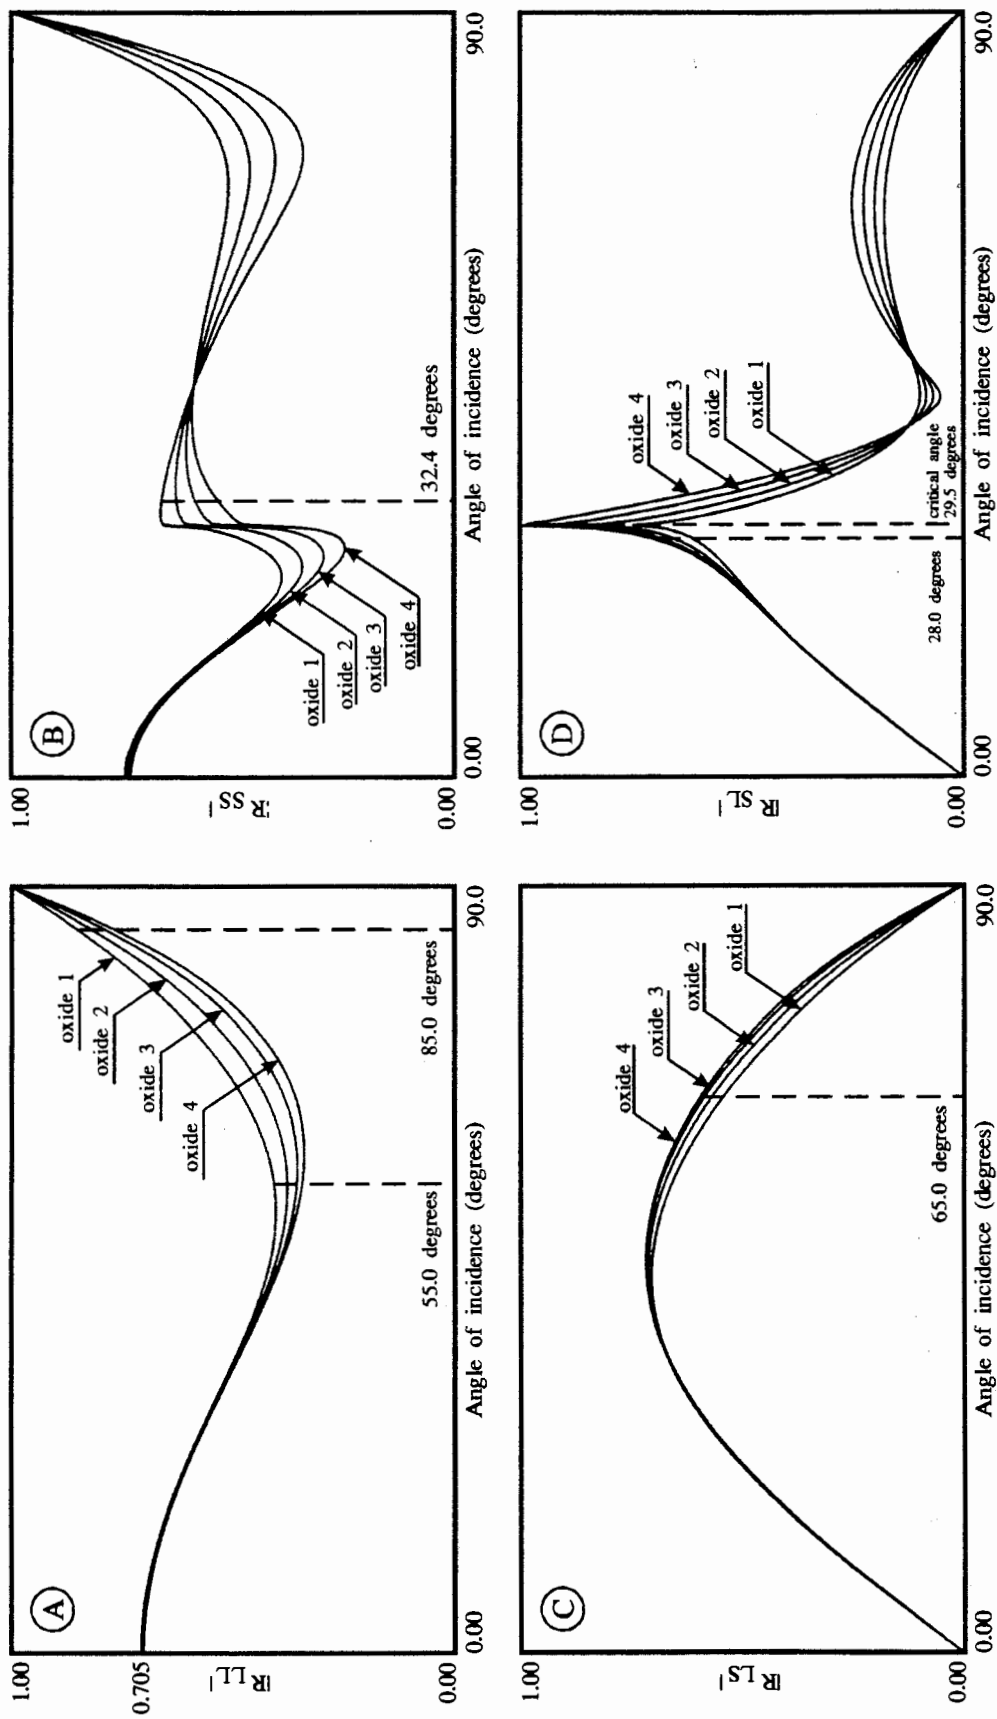 A
1.00
0.705
0.00
|R LL|
0.00
90.0
Angle of incidence (degrees)
55.0 degrees
85.0 degrees
oxide 1
oxide 2
oxide 3
oxide 4
B
1.00
0.00
|R SS|
0.00
90.0
Angle of incidence (degrees)
32.4 degrees
oxide 1
oxide 2
oxide 3
oxide 4
C
1.00
0.00
|R LS|
0.00
90.0
Angle of incidence (degrees)
65.0 degrees
oxide 4
oxide 3
oxide 2
oxide 1
D
1.00
0.00
|R SL|
0.00
90.0
Angle of incidence (degrees)
28.0 degrees
critical angle
29.5 degrees
oxide 4
oxide 3
oxide 2
oxide 1